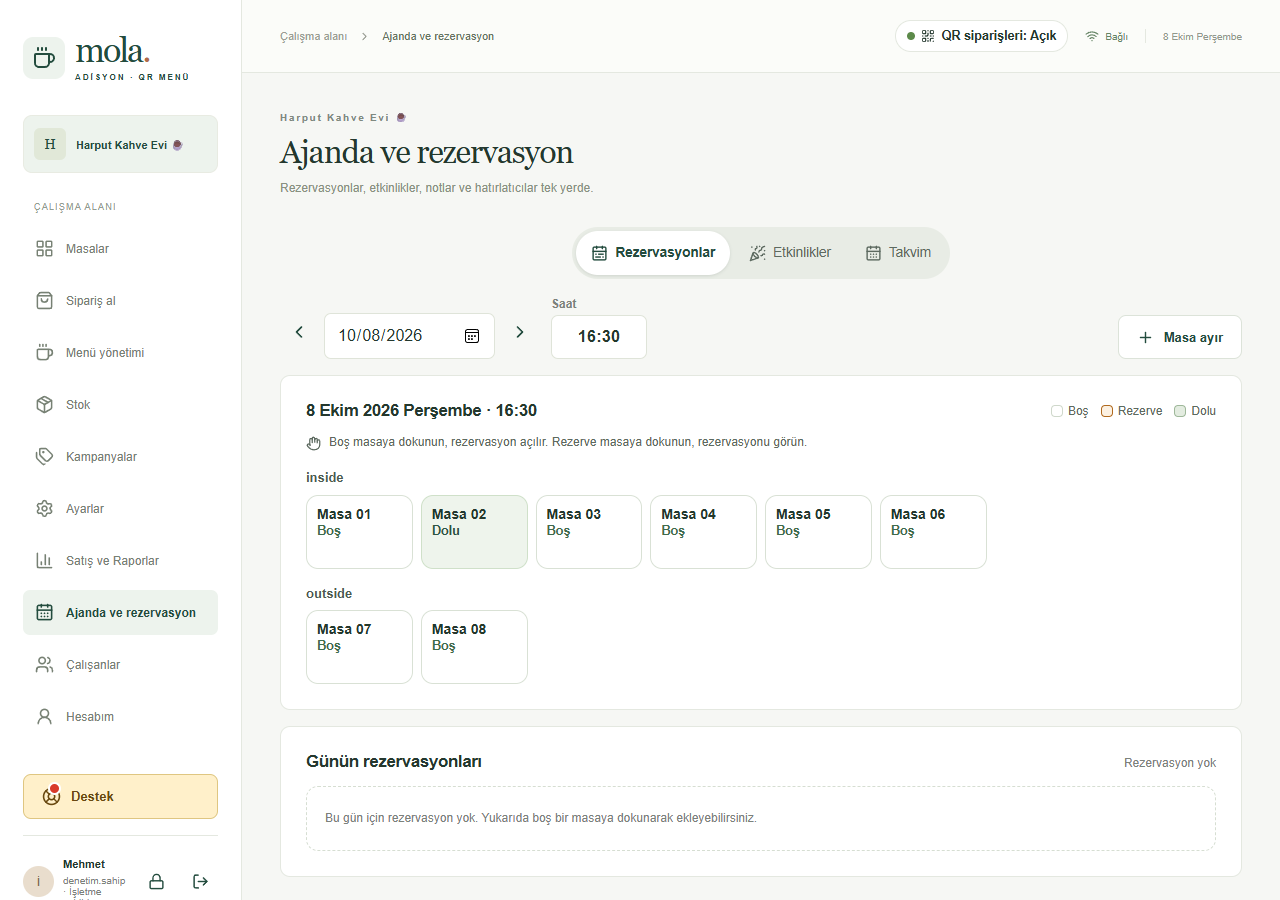 mola.
ADİSYON · QR MENÜ
H
Harput Kahve Evi
ÇALIŞMA ALANI
Masalar
Sipariş al
Menü yönetimi
Stok
Kampanyalar
Ayarlar
Satış ve Raporlar
Ajanda ve rezervasyon
Çalışanlar
Hesabım
Destek
i
Mehmet
denetim.sahip
· İşletme
Çalışma alanı
Ajanda ve rezervasyon
QR siparişleri: Açık
Bağlı
8 Ekim Perşembe
Harput Kahve Evi
Ajanda ve rezervasyon
Rezervasyonlar, etkinlikler, notlar ve hatırlatıcılar tek yerde.
Rezervasyonlar
Etkinlikler
Takvim
Saat
10/08/2026
16:30
Masa ayır
8 Ekim 2026 Perşembe · 16:30
Boş
Rezerve
Dolu
Boş masaya dokunun, rezervasyon açılır. Rezerve masaya dokunun, rezervasyonu görün.
inside
Masa 01
Boş
Masa 02
Dolu
Masa 03
Boş
Masa 04
Boş
Masa 05
Boş
Masa 06
Boş
outside
Masa 07
Boş
Masa 08
Boş
Günün rezervasyonları
Rezervasyon yok
Bu gün için rezervasyon yok. Yukarıda boş bir masaya dokunarak ekleyebilirsiniz.